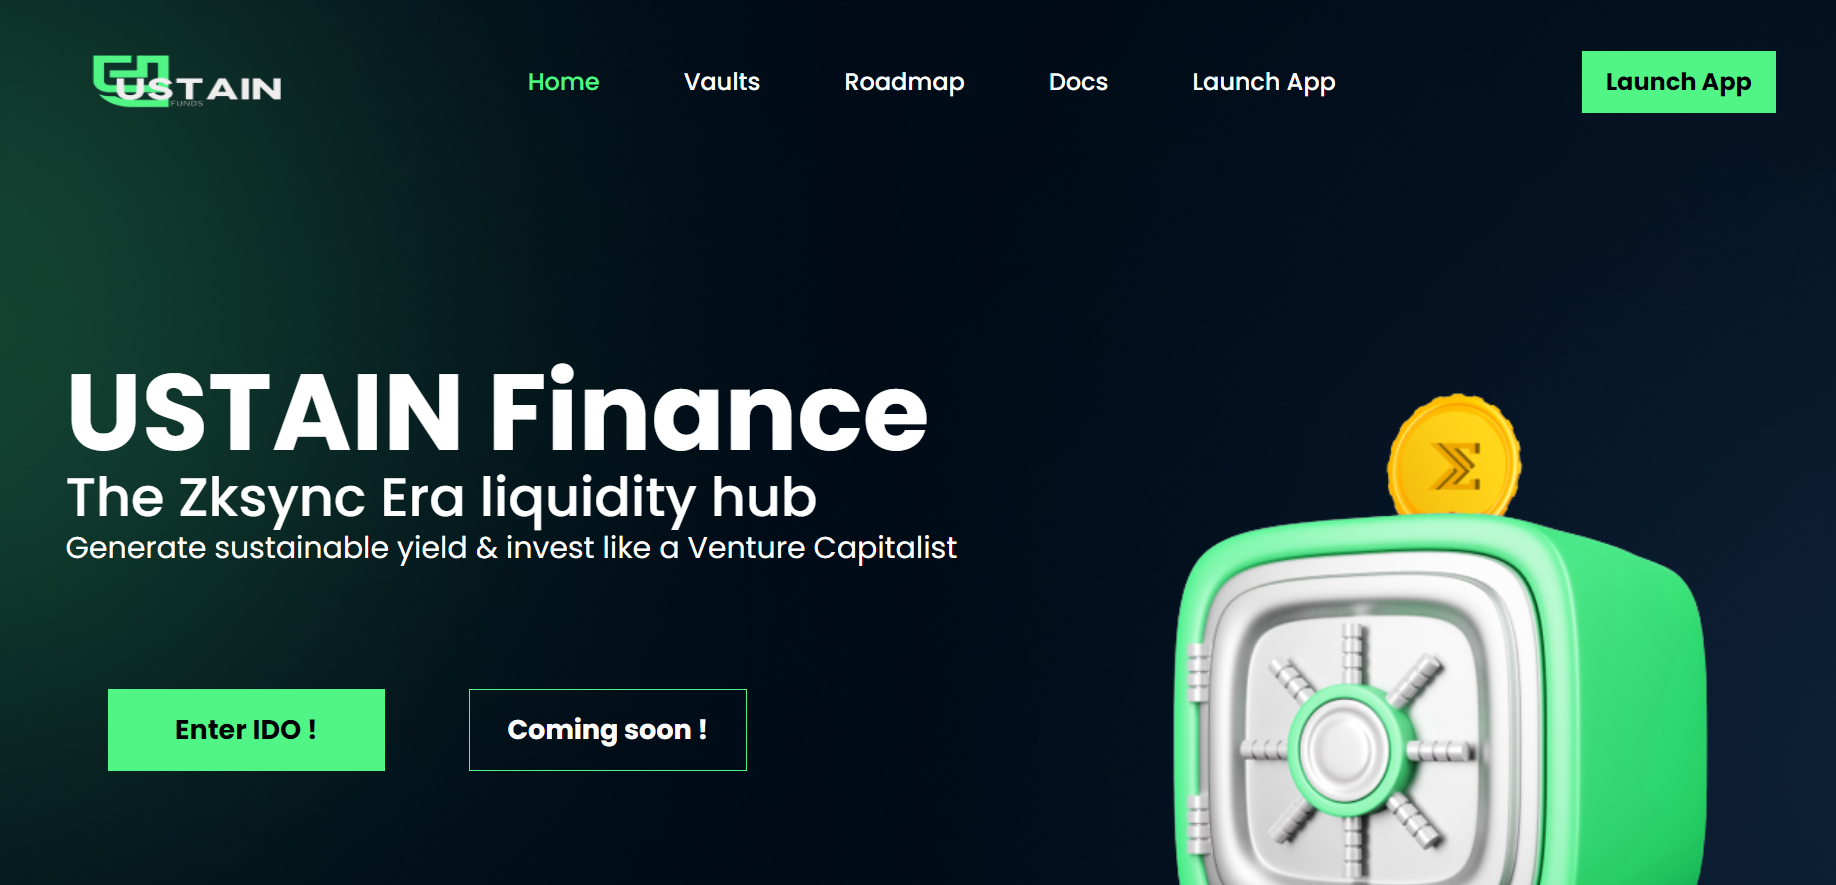 USTAIN
FUNDS
Home
Vaults
Roadmap
Docs
Launch App
Launch App
USTAIN Finance
The Zksync Era liquidity hub
Generate sustainable yield & invest like a Venture Capitalist
Enter IDO !
Coming soon !